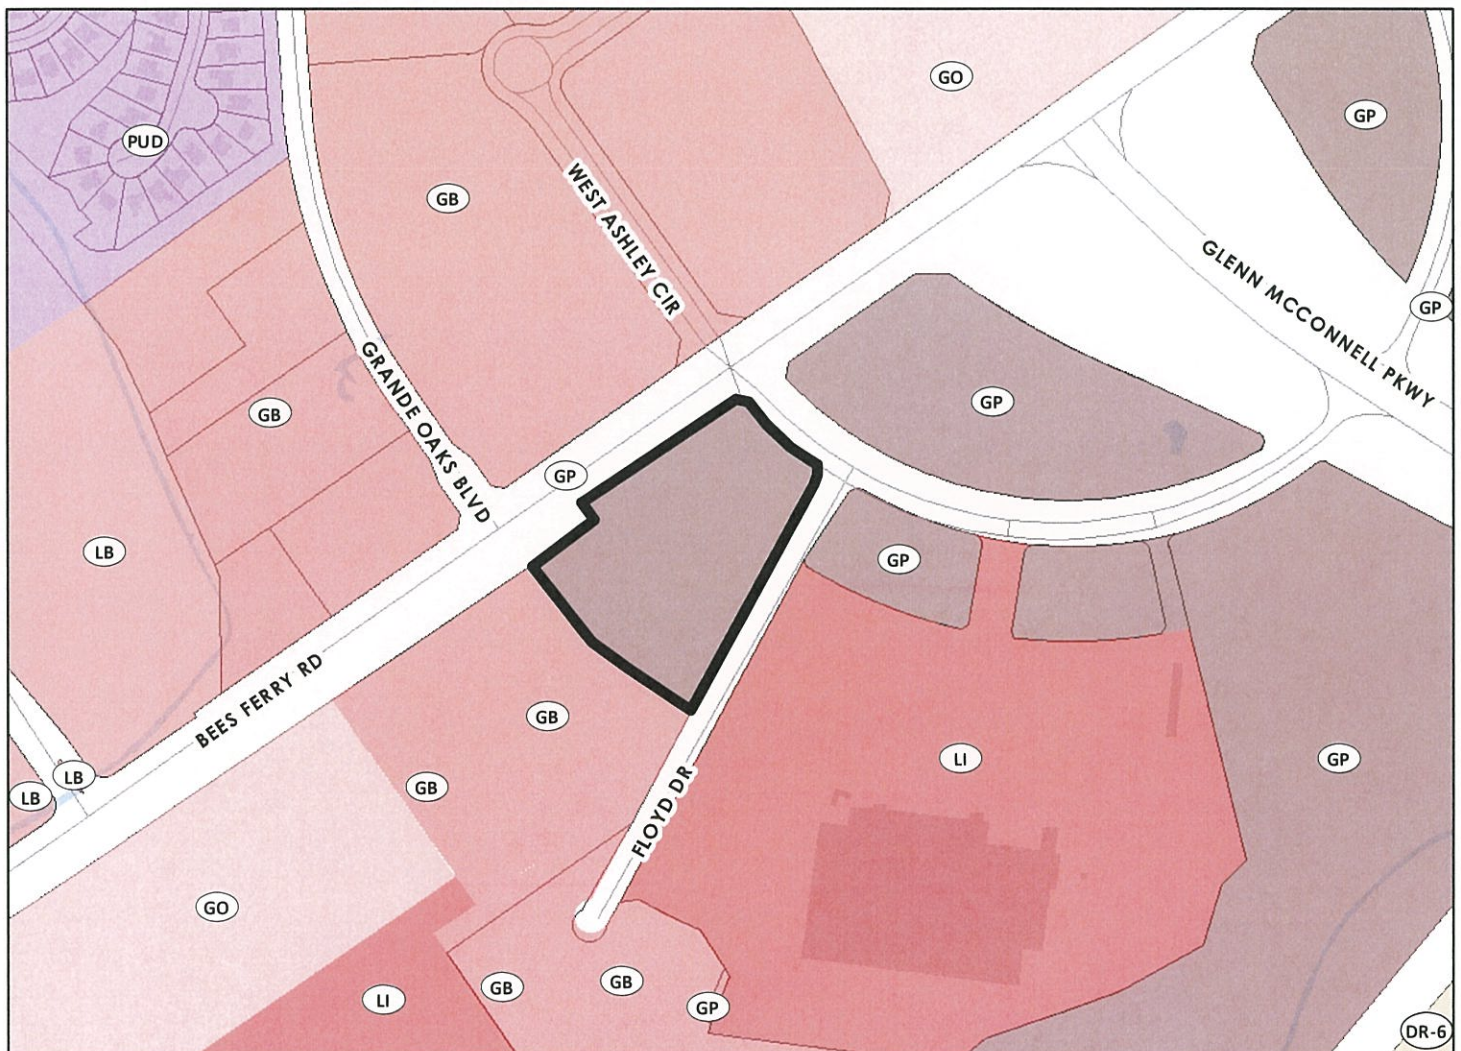 GO
GP
PUD
GB
WEST ASHLEY CIR
GLENN MCCONNELL PKWY
GP
GRANDE OAKS BLVD
GP
GB
GP
LB
GP
BEES FERRY RD
GB
LI
GP
LB
GB
LB
FLOYD DR
GO
GB
GB
LI
GP
DR-6